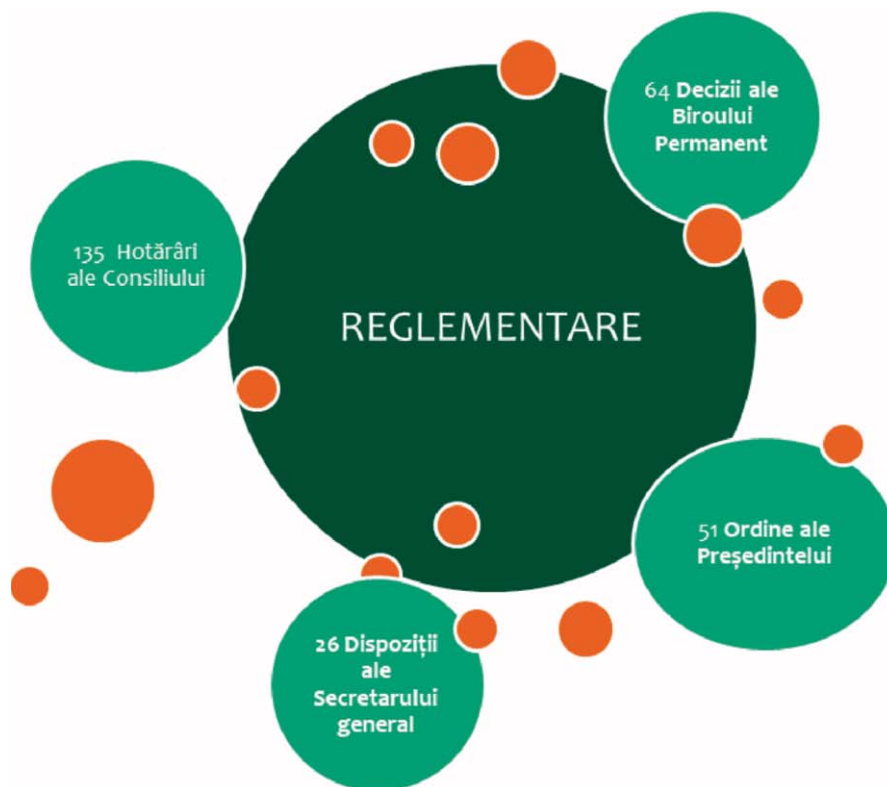 64 Decizii ale
Biroului
Permanent
135 Hotărâri
ale Consiliului
REGLEMENTARE
51 Ordine ale
Președintelui
26 Dispoziții
ale
Secretarului
general